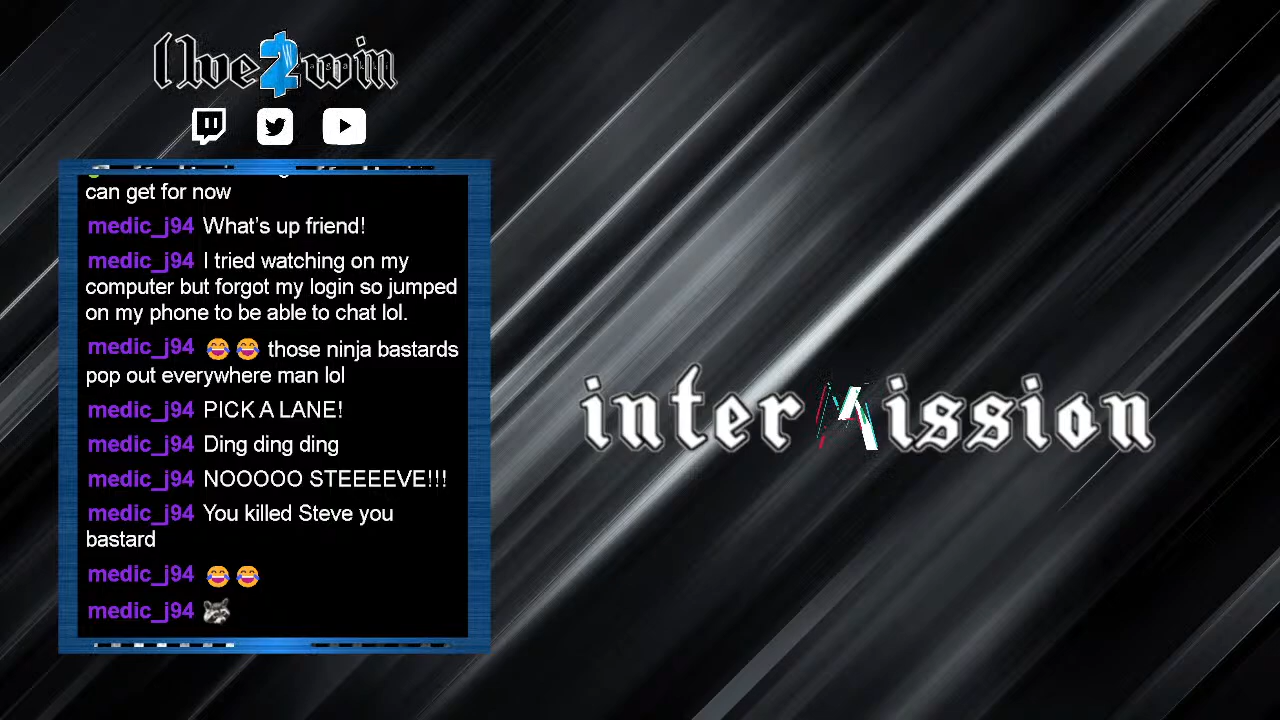 l1ve2win
can get for now
medic_j94 What's up friend!
medic_j94 I tried watching on my
computer but forgot my login so jumped
on my phone to be able to chat lol.
medic_j94 😂 😂 those ninja bastards
pop out everywhere man lol
medic_j94 PICK A LANE!
medic_j94 Ding ding ding
medic_j94 NOOOOO STEEEEVE!!!
medic_j94 You killed Steve you
bastard
medic_j94 😂 😂
medic_j94 🦝
interMission